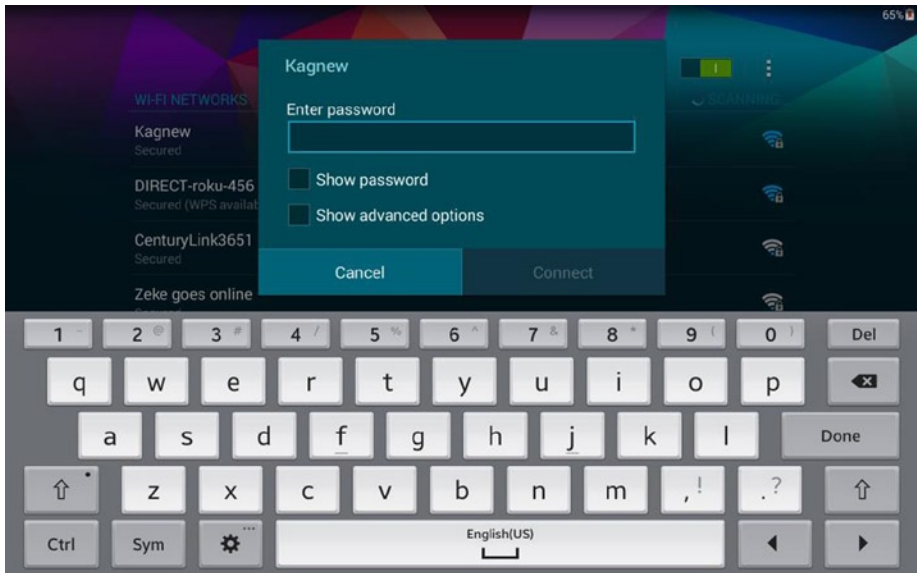 65%
Kagnew
WI-FI NETWORKS
SCANNING...
Enter password
Kagnew
Secured
Show password
DIRECT-roku-456
Secured (WPS availab
Show advanced options
CenturyLink3651
Secured
Cancel
Connect
Zeke goes online
1 - 2 @ 3 # 4 / 5 % 6 ^ 7 & 8 * 9 ( 0 ) Del
q w e r t y u i o p
a s d f g h j k l Done
z x c v b n m , ! . ?
Ctrl Sym ... English(US)